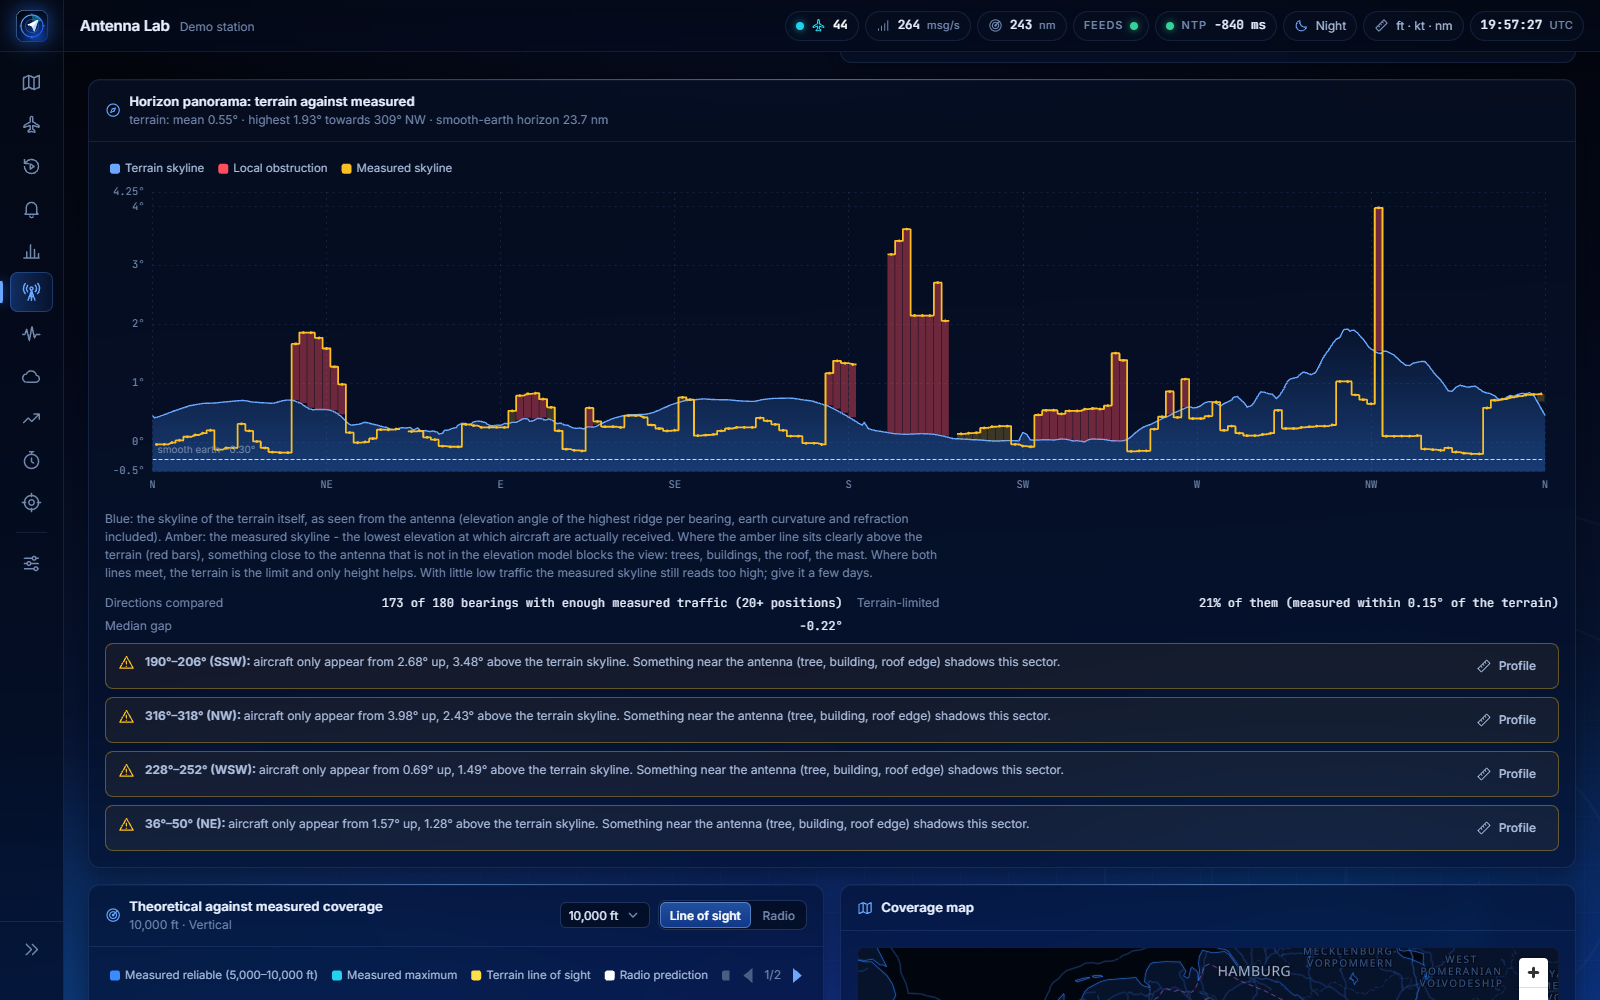 Antenna Lab Demo station
44
264 msg/s
243 nm
FEEDS
NTP -840 ms
Night
ft · kt · nm
19:57:27 UTC
Horizon panorama: terrain against measured
terrain: mean 0.55° · highest 1.93° towards 309° NW · smooth-earth horizon 23.7 nm
Terrain skyline Local obstruction Measured skyline
4.25°
4°
3°
2°
1°
0°
smooth earth -0.30°
-0.5°
N NE E SE S SW W NW N
Blue: the skyline of the terrain itself, as seen from the antenna (elevation angle of the highest ridge per bearing, earth curvature and refraction
included). Amber: the measured skyline - the lowest elevation at which aircraft are actually received. Where the amber line sits clearly above the
terrain (red bars), something close to the antenna that is not in the elevation model blocks the view: trees, buildings, the roof, the mast. Where both
lines meet, the terrain is the limit and only height helps. With little low traffic the measured skyline still reads too high; give it a few days.
Directions compared 173 of 180 bearings with enough measured traffic (20+ positions)
Terrain-limited 21% of them (measured within 0.15° of the terrain)
Median gap -0.22°
190°–206° (SSW): aircraft only appear from 2.68° up, 3.48° above the terrain skyline. Something near the antenna (tree, building, roof edge) shadows this sector. Profile
316°–318° (NW): aircraft only appear from 3.98° up, 2.43° above the terrain skyline. Something near the antenna (tree, building, roof edge) shadows this sector. Profile
228°–252° (WSW): aircraft only appear from 0.69° up, 1.49° above the terrain skyline. Something near the antenna (tree, building, roof edge) shadows this sector. Profile
36°–50° (NE): aircraft only appear from 1.57° up, 1.28° above the terrain skyline. Something near the antenna (tree, building, roof edge) shadows this sector. Profile
Theoretical against measured coverage
10,000 ft · Vertical
10,000 ft
Line of sight Radio
Measured reliable (5,000–10,000 ft) Measured maximum Terrain line of sight Radio prediction 1/2
Coverage map
MECKLENBURG-
VORPOMMERN
HAMBURG
WEST
POMERANIAN
VOIVODESHIP
+